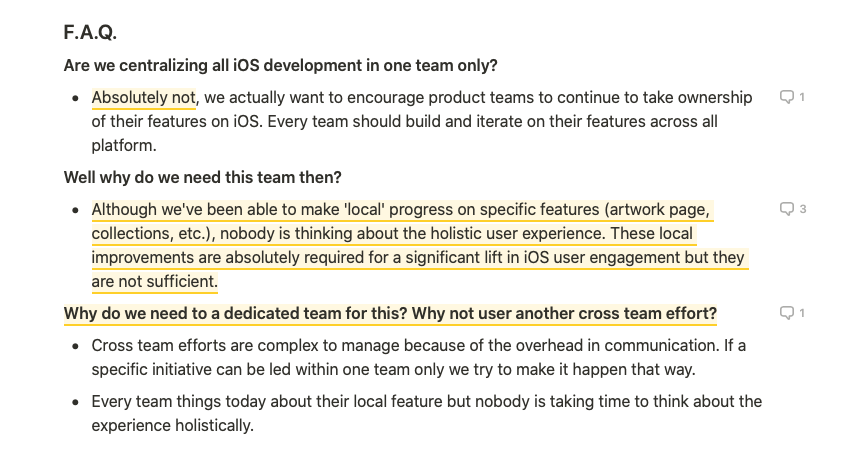 F.A.Q.
Are we centralizing all iOS development in one team only?
• Absolutely not, we actually want to encourage product teams to continue to take ownership
of their features on iOS. Every team should build and iterate on their features across all
platform.
1
Well why do we need this team then?
• Although we've been able to make 'local' progress on specific features (artwork page,
collections, etc.), nobody is thinking about the holistic user experience. These local
improvements are absolutely required for a significant lift in iOS user engagement but they
are not sufficient.
3
Why do we need to a dedicated team for this? Why not user another cross team effort?
1
• Cross team efforts are complex to manage because of the overhead in communication. If a
specific initiative can be led within one team only we try to make it happen that way.
• Every team things today about their local feature but nobody is taking time to think about the
experience holistically.